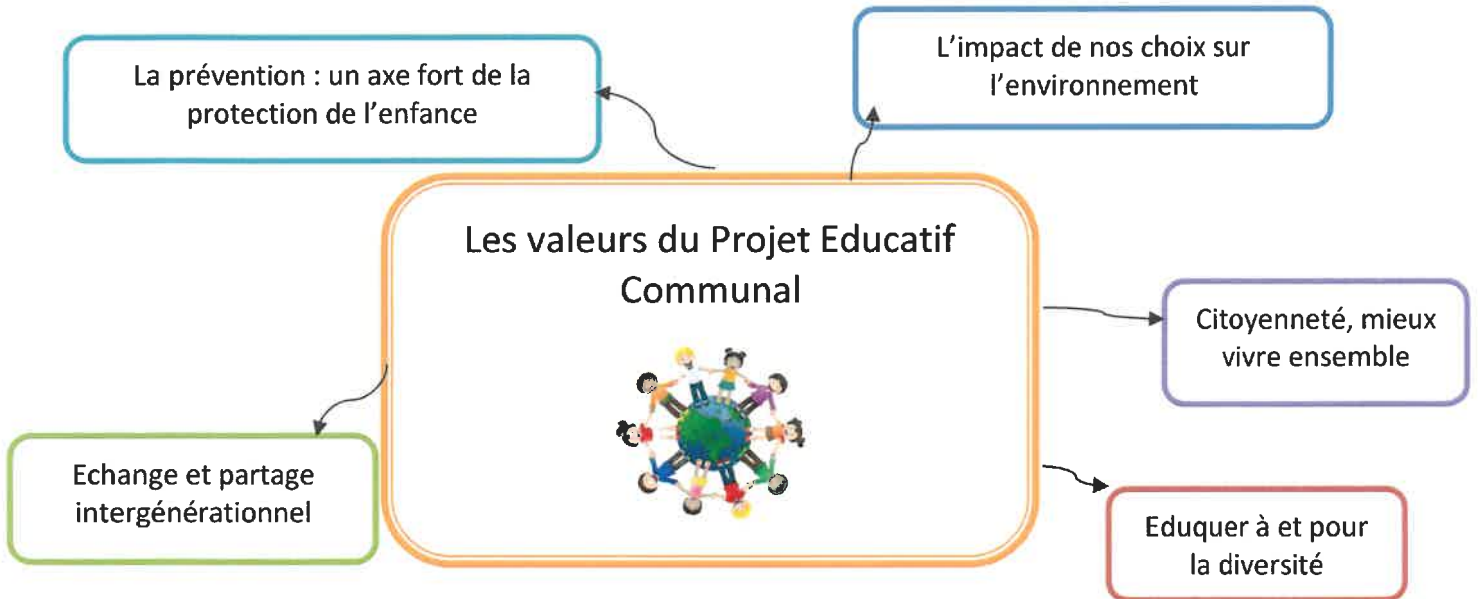 La prévention : un axe fort de la
protection de l'enfance
L'impact de nos choix sur
l'environnement
Les valeurs du Projet Educatif
Communal
Citoyenneté, mieux
vivre ensemble
Echange et partage
intergénérationnel
Eduquer à et pour
la diversité